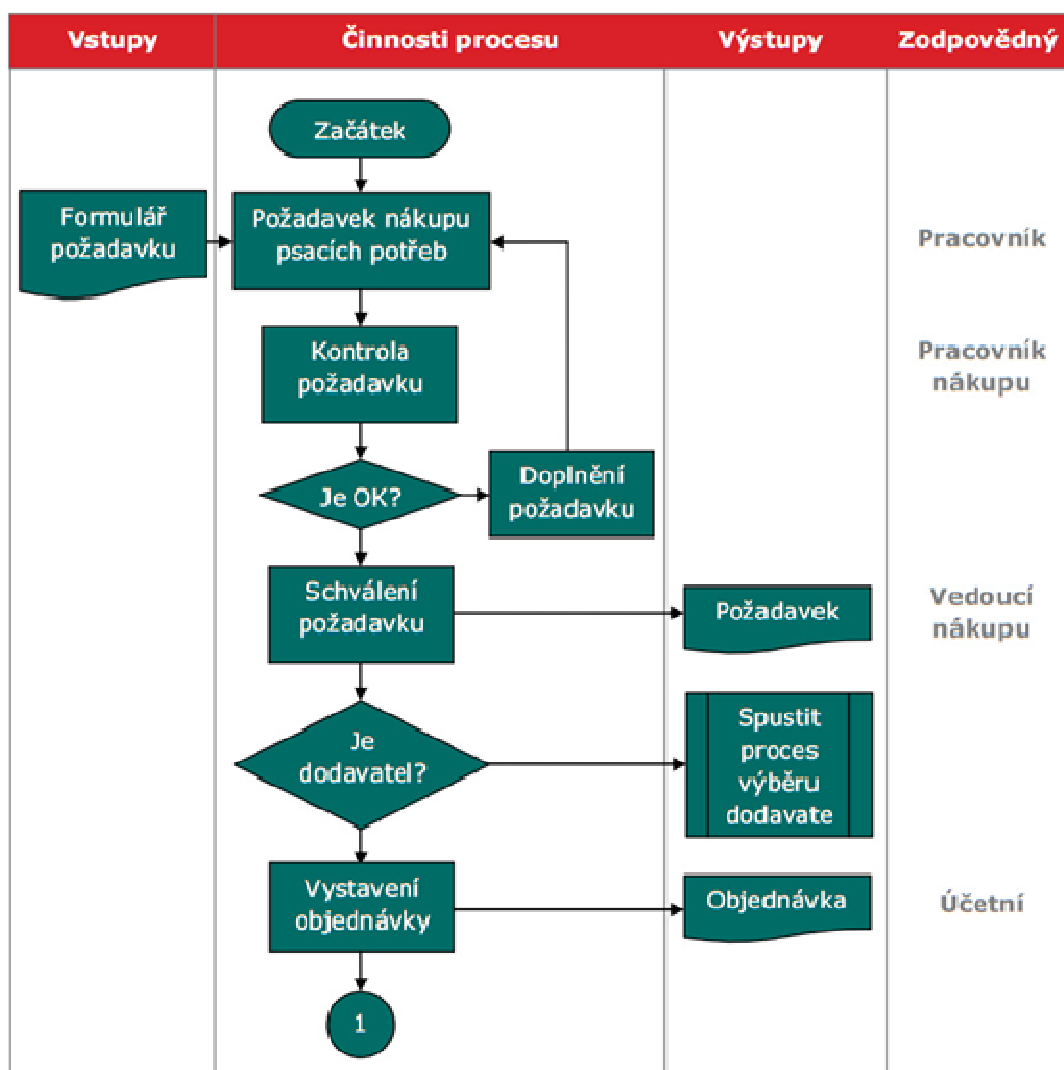 Vstupy
Činnosti procesu
Výstupy
Zodpovědný
Začátek
Formulář
požadavku
Požadavek nákupu
psacích potřeb
Pracovník
Kontrola
požadavku
Pracovník
nákupu
Je OK?
Doplnění
požadavku
Schválení
požadavku
Požadavek
Vedoucí
nákupu
Je
dodavatel?
Spustit
proces
výběru
dodavate
Vystavení
objednávky
Objednávka
Účetní
1